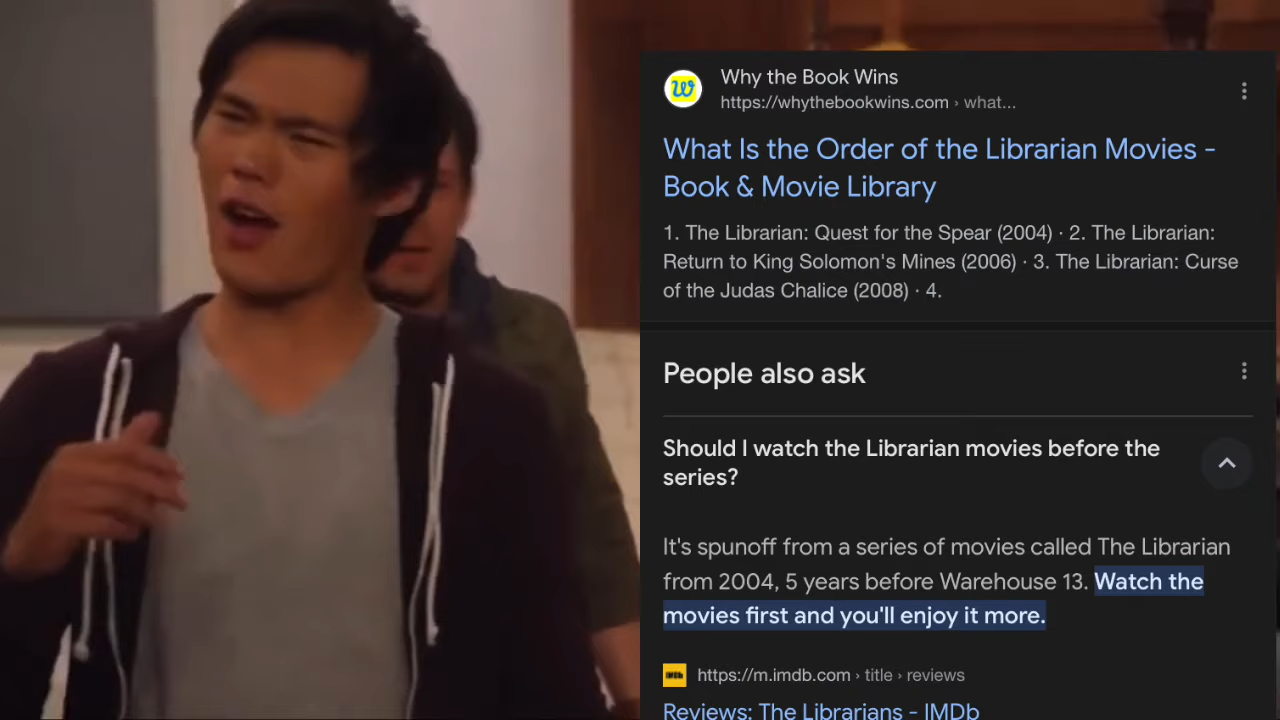 Why the Book Wins
https://whythebookwins.com › what...
What Is the Order of the Librarian Movies -
Book & Movie Library
1. The Librarian: Quest for the Spear (2004) · 2. The Librarian:
Return to King Solomon's Mines (2006) · 3. The Librarian: Curse
of the Judas Chalice (2008) · 4.
People also ask
Should I watch the Librarian movies before the
series?
It's spunoff from a series of movies called The Librarian
from 2004, 5 years before Warehouse 13. Watch the
movies first and you'll enjoy it more.
IMDb https://m.imdb.com › title › reviews
Reviews: The Librarians - IMDb